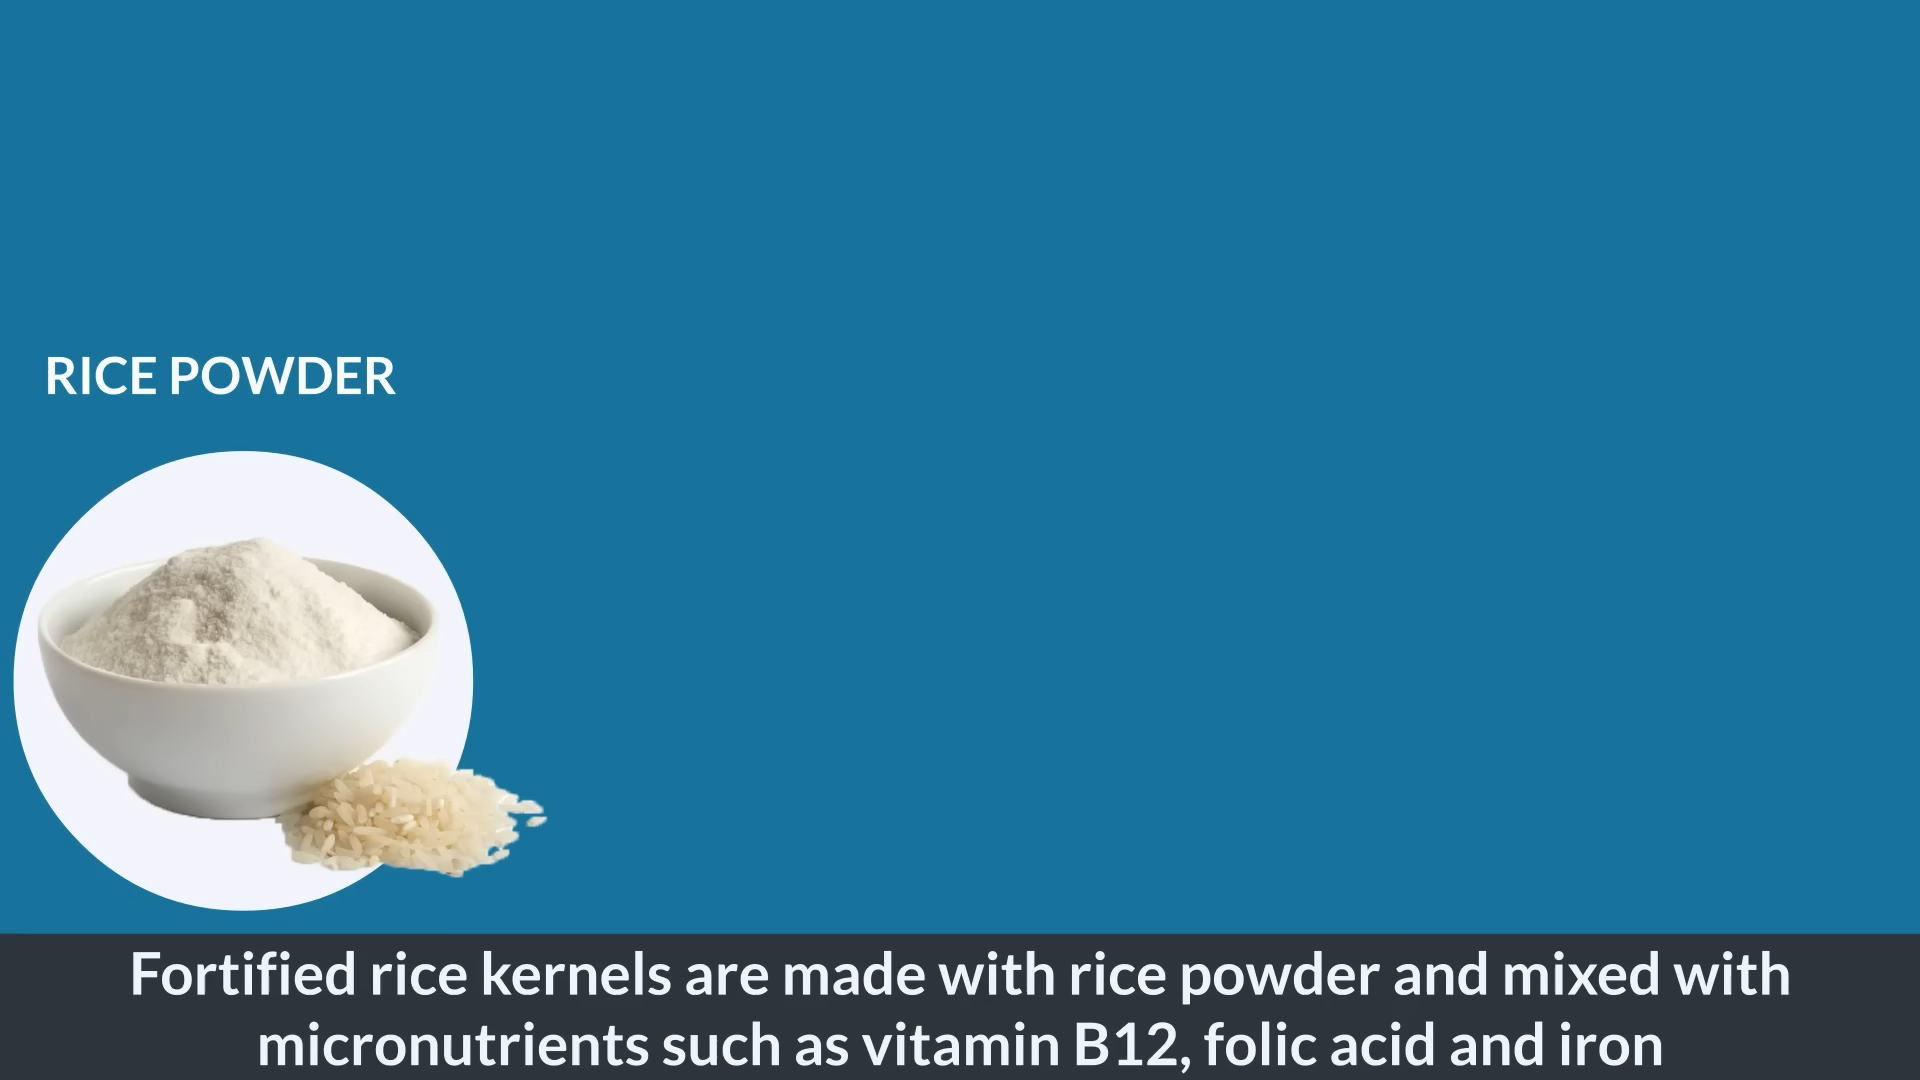 RICE POWDER
Fortified rice kernels are made with rice powder and mixed with
micronutrients such as vitamin B12, folic acid and iron